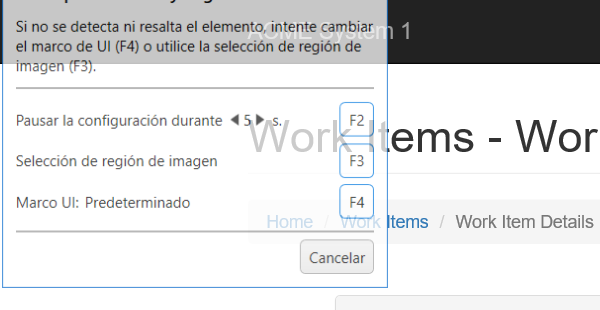 Si no se detecta ni resalta el elemento, intente cambiar
el marco de UI (F4) o utilice la selección de región de
imagen (F3).
ACME System 1
Pausar la configuración durante 5 s. F2
Selección de región de imagen F3
Marco UI: Predeterminado F4
Cancelar
Work Items - Wor
Home / Work Items / Work Item Details